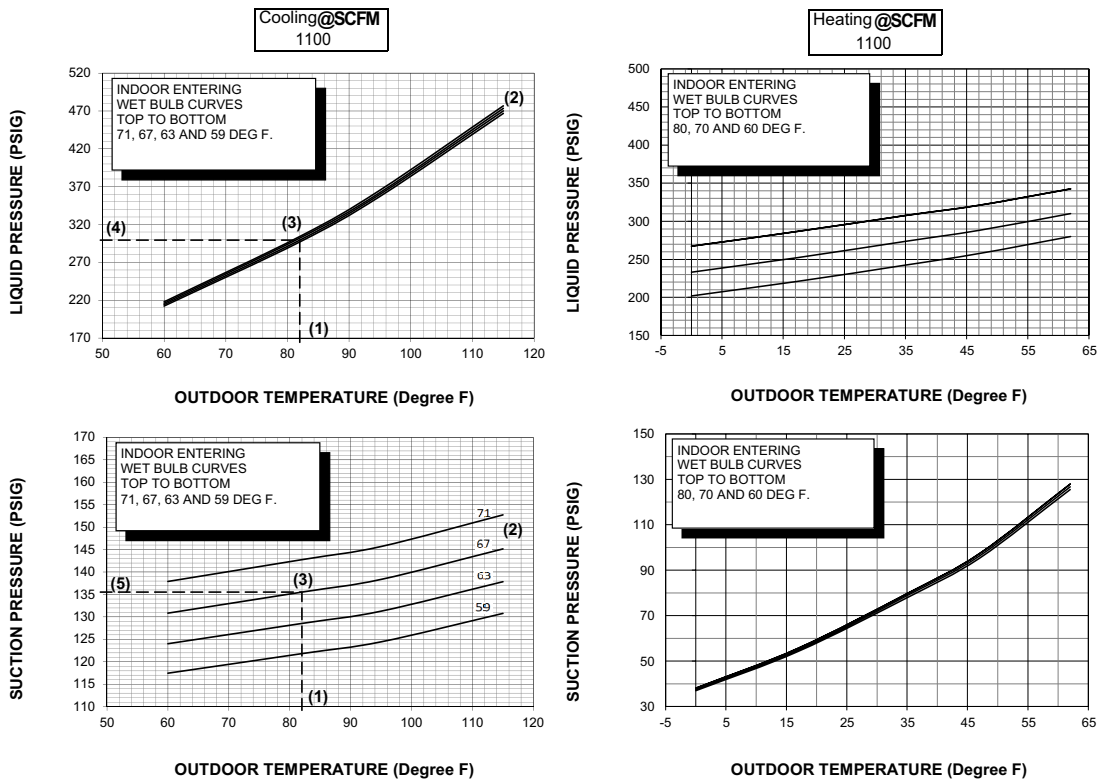 Cooling@SCFM
1100
Heating @SCFM
1100
LIQUID PRESSURE (PSIG)
520
470
420
370
320
270
220
170
INDOOR ENTERING
WET BULB CURVES
TOP TO BOTTOM
71, 67, 63 AND 59 DEG F.
(2)
(3)
(4)
(1)
50 60 70 80 90 100 110 120
OUTDOOR TEMPERATURE (Degree F)
LIQUID PRESSURE (PSIG)
500
450
400
350
300
250
200
150
INDOOR ENTERING
WET BULB CURVES
TOP TO BOTTOM
80, 70 AND 60 DEG F.
-5 5 15 25 35 45 55 65
OUTDOOR TEMPERATURE (Degree F)
SUCTION PRESSURE (PSIG)
170
165
160
155
150
145
140
135
130
125
120
115
110
INDOOR ENTERING
WET BULB CURVES
TOP TO BOTTOM
71, 67, 63 AND 59 DEG F.
71
(2)
67
63
59
(3)
(5)
(1)
50 60 70 80 90 100 110 120
OUTDOOR TEMPERATURE (Degree F)
SUCTION PRESSURE (PSIG)
150
130
110
90
70
50
30
INDOOR ENTERING
WET BULB CURVES
TOP TO BOTTOM
80, 70 AND 60 DEG F.
-5 5 15 25 35 45 55 65
OUTDOOR TEMPERATURE (Degree F)